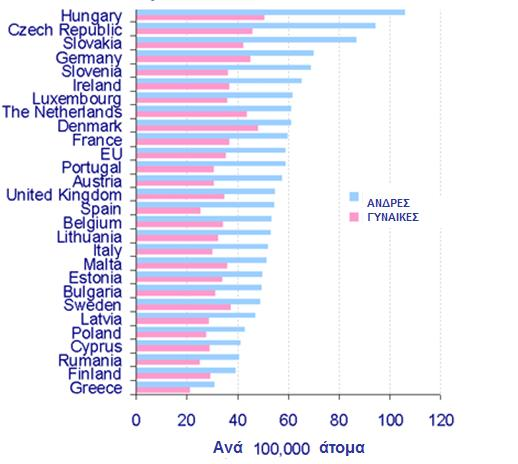 Hungary
Czech Republic
Slovakia
Germany
Slovenia
Ireland
Luxembourg
The Netherlands
Denmark
France
EU
Portugal
Austria
United Kingdom
Spain
Belgium
Lithuania
Italy
Malta
Estonia
Bulgaria
Sweden
Latvia
Poland
Cyprus
Rumania
Finland
Greece
ΑΝΔΡΕΣ
ΓΥΝΑΙΚΕΣ
0 20 40 60 80 100 120
Ανά 100,000 άτομα